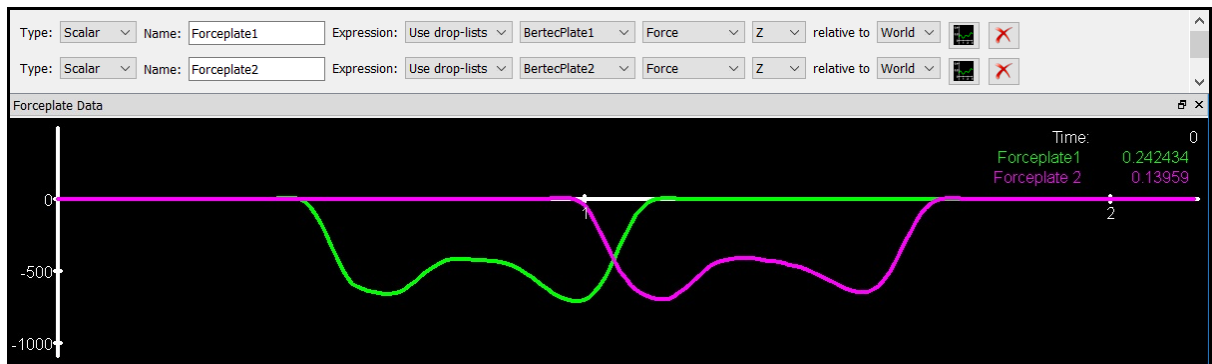 Type: Scalar Name: Forceplate1 Expression: Use drop-lists BertecPlate1 Force Z relative to World
Type: Scalar Name: Forceplate2 Expression: Use drop-lists BertecPlate2 Force Z relative to World
Forceplate Data
Time: 0
Forceplate1 0.242434
Forceplate 2 0.13959
0
1 2
-500
-1000